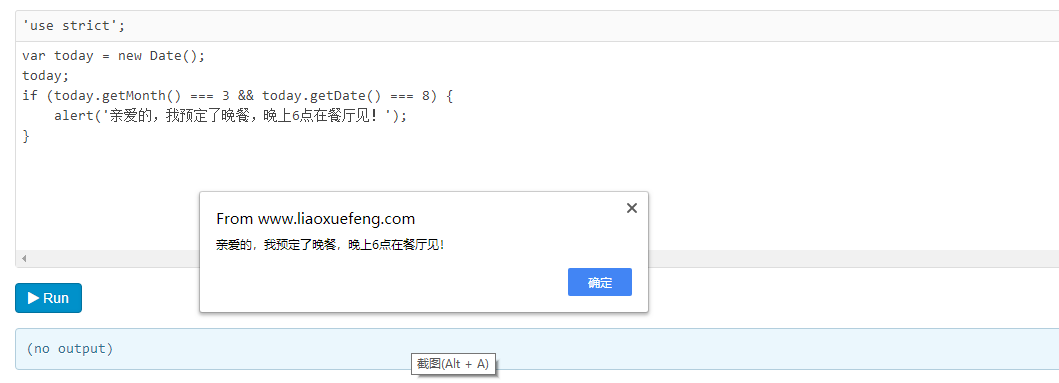 'use strict';
var today = new Date();
today;
if (today.getMonth() === 3 && today.getDate() === 8) {
    alert('亲爱的，我预定了晚餐，晚上6点在餐厅见！');
}
From www.liaoxuefeng.com
亲爱的，我预定了晚餐，晚上6点在餐厅见！
确定
Run
(no output)
截图(Alt + A)